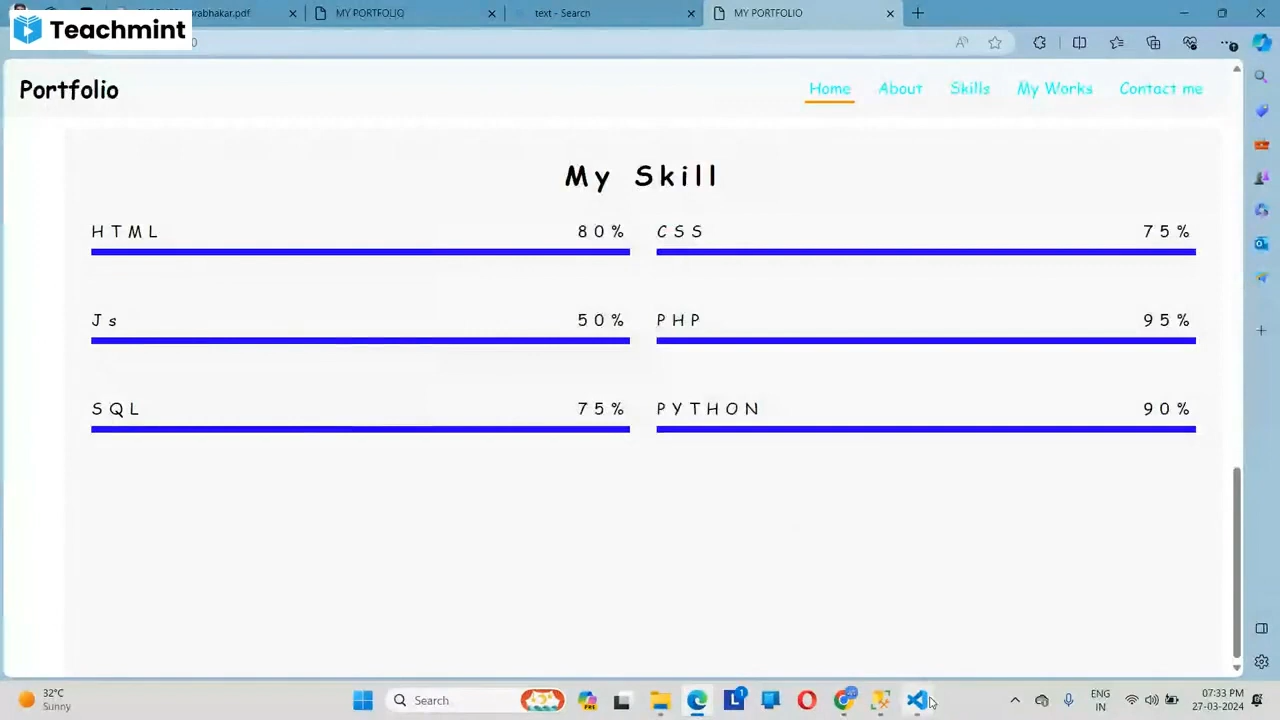 rabhakar.pdf
MY PORTFOLIO
text - search
MY PORTFOLIO
Teachmint
Portfolio
Home
About
Skills
My Works
Contact me
My Skill
HTML 80%
CSS 75%
Js 50%
PHP 95%
SQL 75%
PYTHON 90%
32°C
Sunny
Search
ENG
IN
07:33 PM
27-03-2024